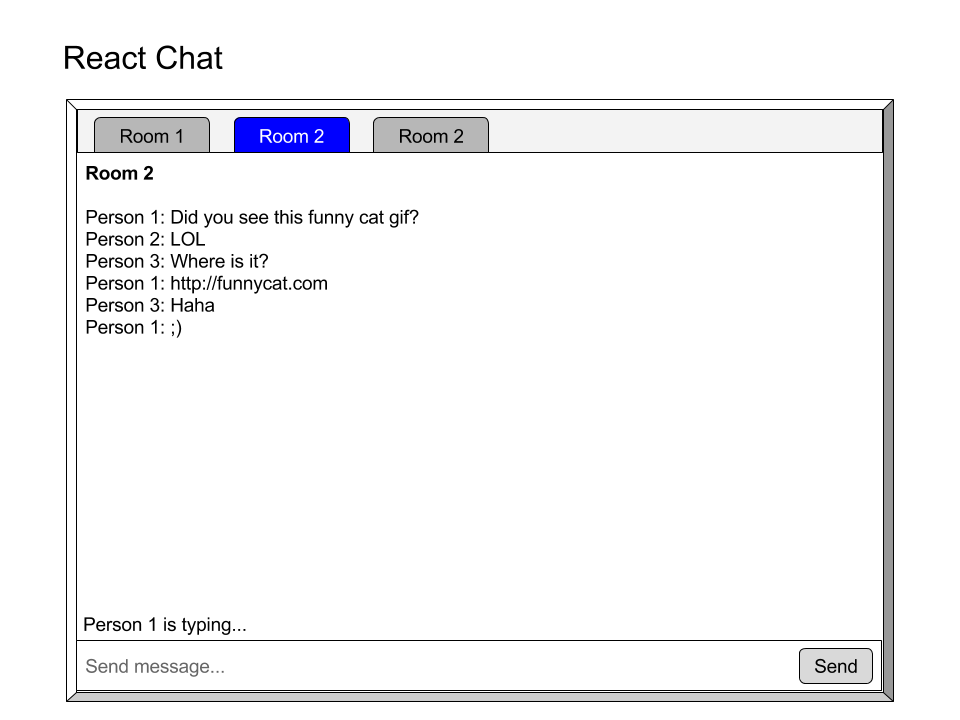 React Chat
Room 1
Room 2
Room 2
Room 2
Person 1: Did you see this funny cat gif?
Person 2: LOL
Person 3: Where is it?
Person 1: http://funnycat.com
Person 3: Haha
Person 1: ;)
Person 1 is typing...
Send message...
Send